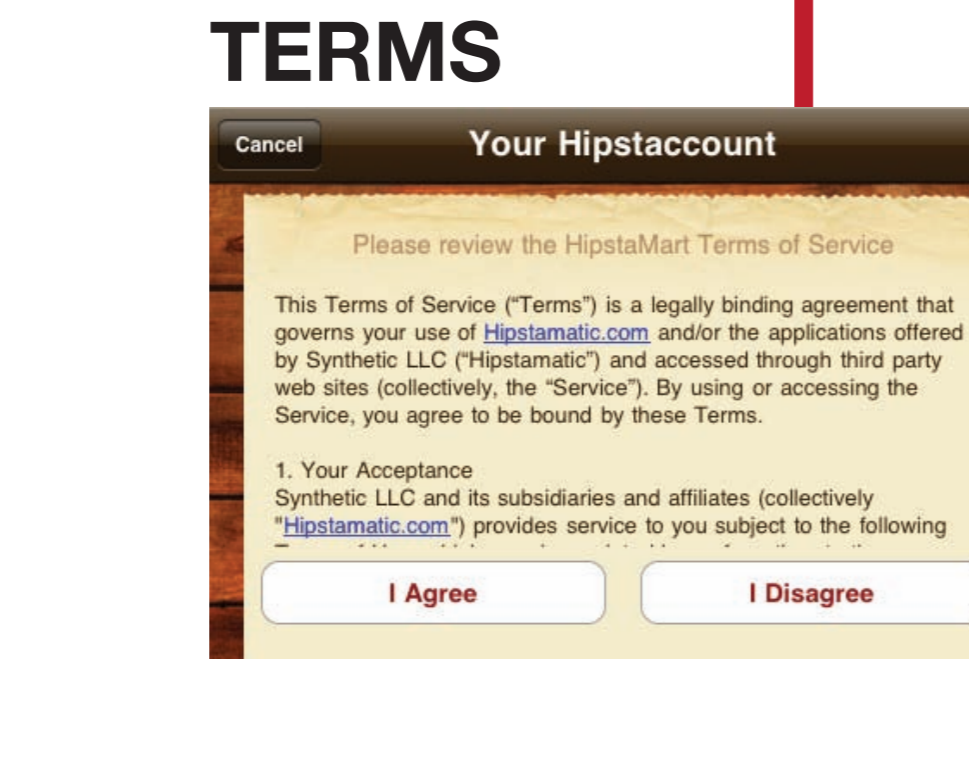 TERMS
Cancel
Your Hipstaccount
Please review the HipstaMart Terms of Service
This Terms of Service (“Terms”) is a legally binding agreement that
governs your use of Hipstamatic.com and/or the applications offered
by Synthetic LLC (“Hipstamatic”) and accessed through third party
web sites (collectively, the “Service”). By using or accessing the
Service, you agree to be bound by these Terms.
1. Your Acceptance
Synthetic LLC and its subsidiaries and affiliates (collectively
"Hipstamatic.com") provides service to you subject to the following
I Agree
I Disagree